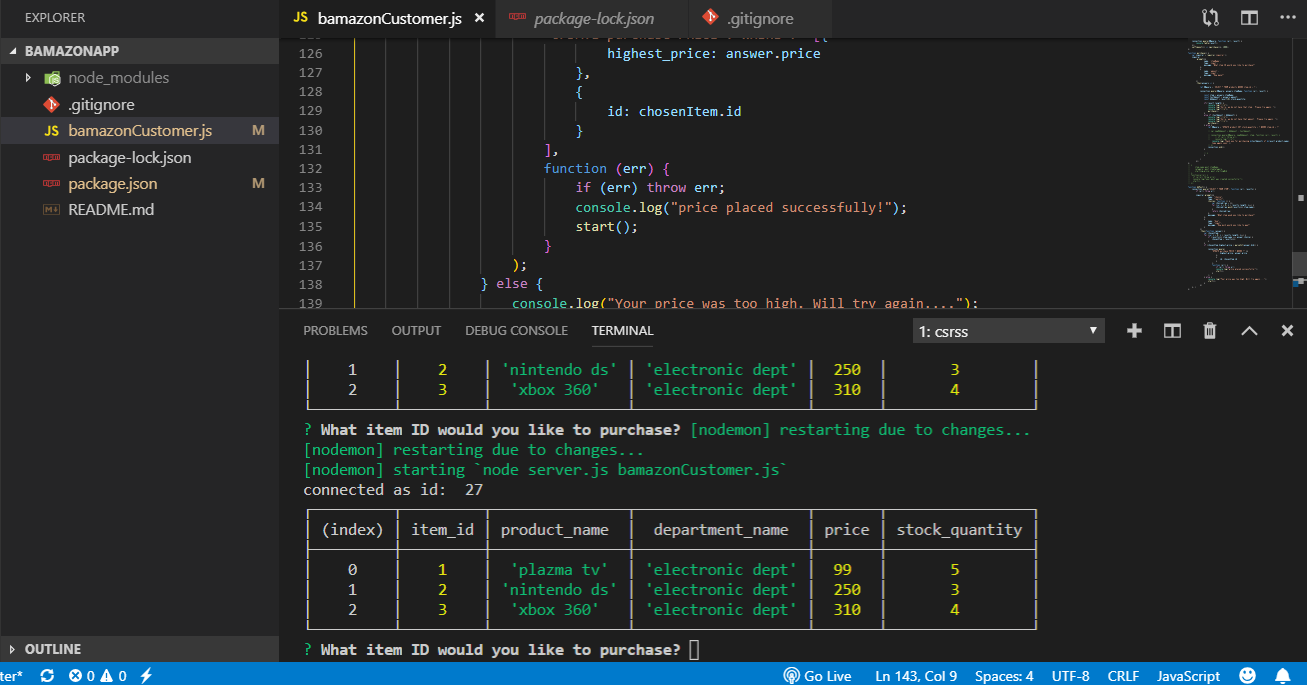 EXPLORER
JS bamazonCustomer.js ×
package-lock.json
.gitignore
BAMAZONAPP
node_modules
.gitignore
JS bamazonCustomer.js M
package-lock.json
package.json M
README.md
126 highest_price: answer.price
127 },
128 {
129 id: chosenItem.id
130 }
131 ],
132 function (err) {
133 if (err) throw err;
134 console.log("price placed successfully!");
135 start();
136 }
137 );
138 } else {
139 console.log("Your price was too high. Will try again....");
PROBLEMS OUTPUT DEBUG CONSOLE TERMINAL 1: csrss
1 2 'nintendo ds' 'electronic dept' 250 3
2 3 'xbox 360' 'electronic dept' 310 4
? What item ID would you like to purchase? [nodemon] restarting due to changes...
[nodemon] restarting due to changes...
[nodemon] starting `node server.js bamazonCustomer.js`
connected as id: 27
(index) item_id product_name department_name price stock_quantity
0 1 'plazma tv' 'electronic dept' 99 5
1 2 'nintendo ds' 'electronic dept' 250 3
2 3 'xbox 360' 'electronic dept' 310 4
? What item ID would you like to purchase?
OUTLINE
ter* 0 0 Go Live Ln 143, Col 9 Spaces: 4 UTF-8 CRLF JavaScript